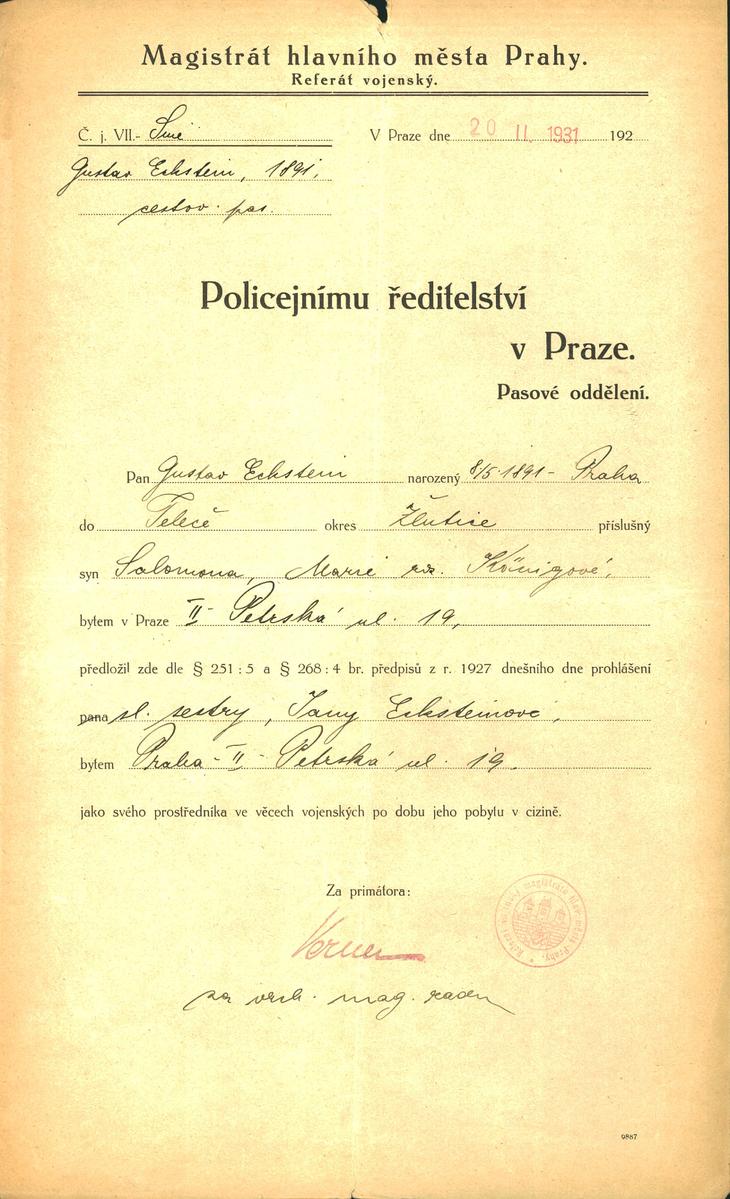 Magistrát hlavního města Prahy.
Referát vojenský.
Č. j. VII.-
V Praze dne 20 II. 1931 192
Gustav Eckstein, 1891,
cestov. pas.
Policejnímu ředitelství
v Praze.
Pasové oddělení.
Pan Gustav Eckstein narozený 8/5.1891 - Praha
do Teleče okres Žlutice příslušný
syn Salomona, Marie roz. Königové,
bytem v Praze II - Petrská ul. 19,
předložil zde dle § 251 : 5 a § 268 : 4 br. předpisů z r. 1927 dnešního dne prohlášení
pana sl. sestry, Jany Ecksteinové,
bytem Praha - II - Petrská ul. 19.
jako svého prostředníka ve věcech vojenských po dobu jeho pobytu v cizině.
Za primátora:
za vrch. mag. radu
9887